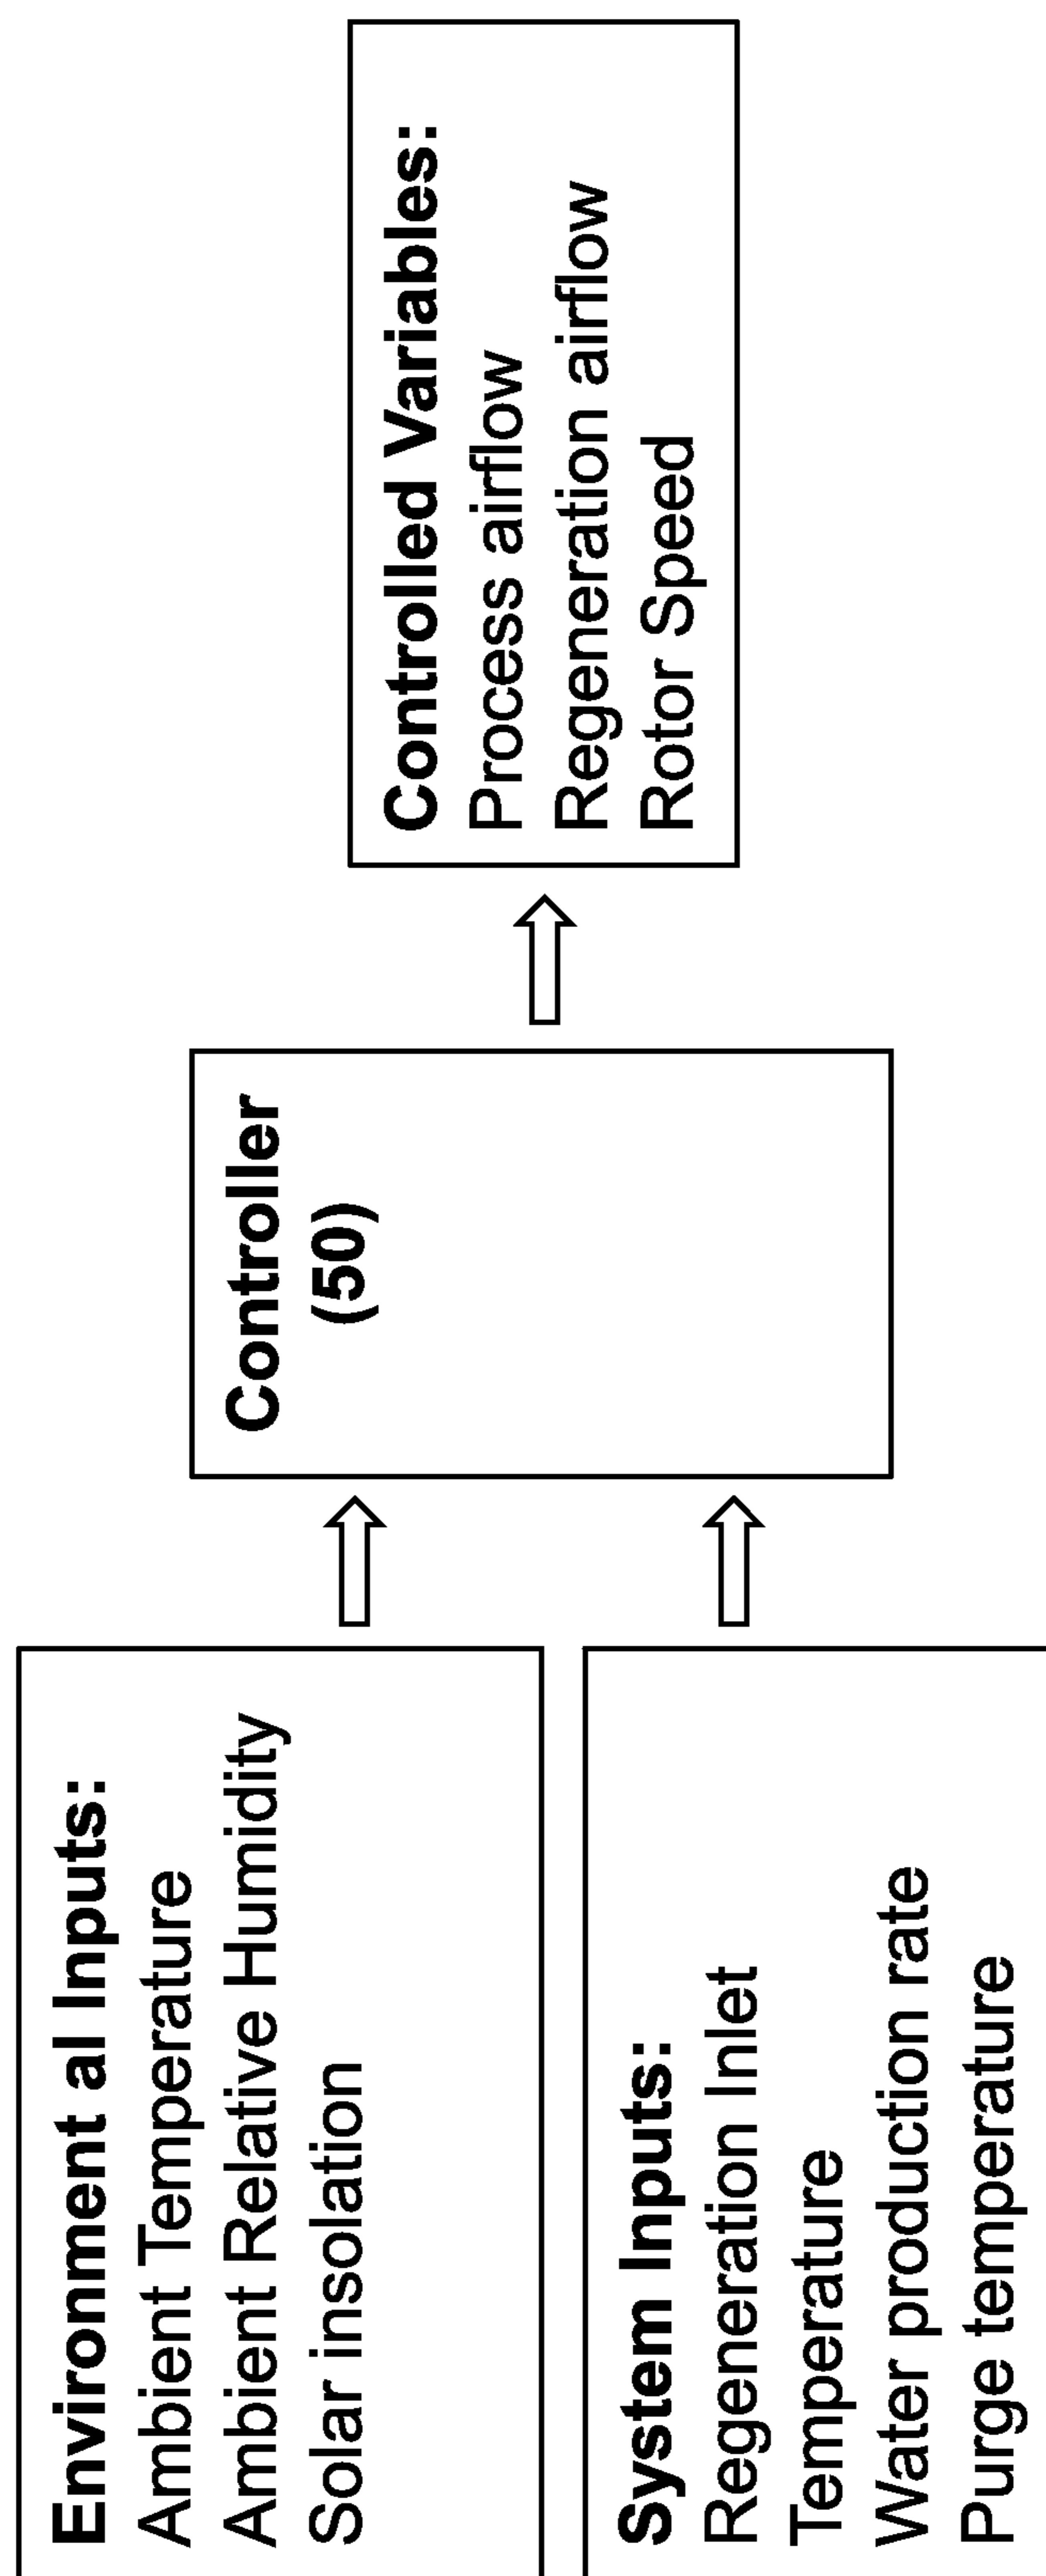 Environment al Inputs:
Ambient Temperature
Ambient Relative Humidity
Solar insolation
System Inputs:
Regeneration Inlet
Temperature
Water production rate
Purge temperature
Controller
(50)
Controlled Variables:
Process airflow
Regeneration airflow
Rotor Speed